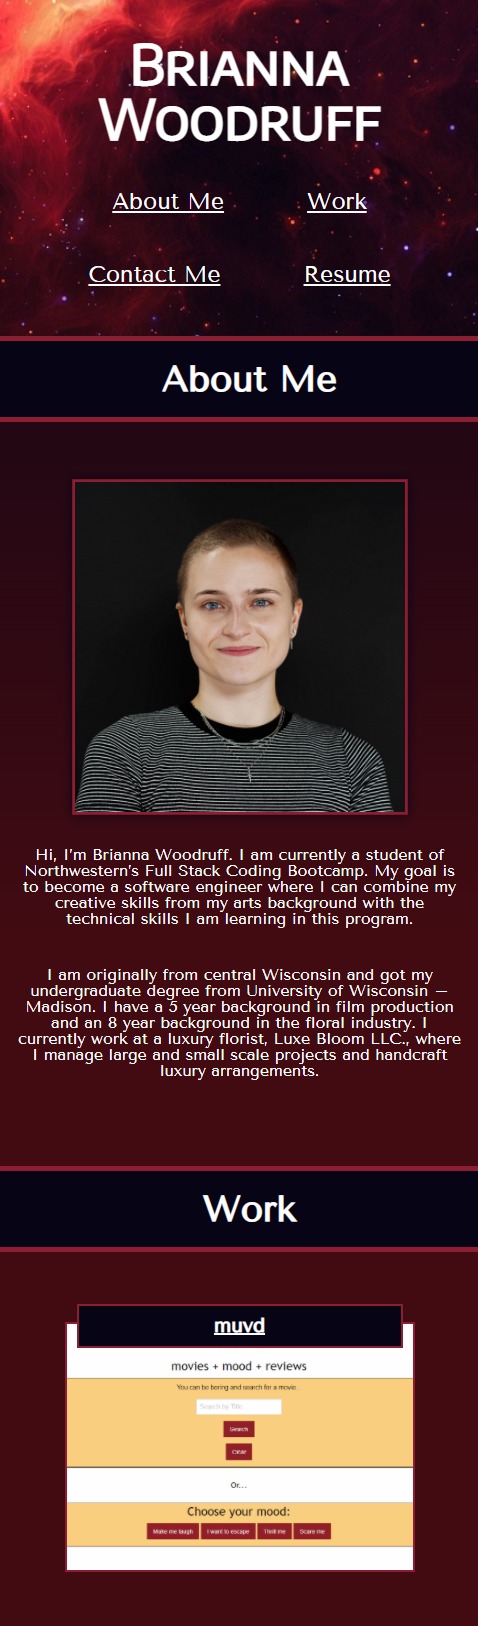 Brianna
Woodruff
About Me
Work
Contact Me
Resume
About Me
Hi, I'm Brianna Woodruff. I am currently a student of
Northwestern's Full Stack Coding Bootcamp. My goal is
to become a software engineer where I can combine my
creative skills from my arts background with the
technical skills I am learning in this program.
I am originally from central Wisconsin and got my
undergraduate degree from University of Wisconsin –
Madison. I have a 5 year background in film production
and an 8 year background in the floral industry. I
currently work at a luxury florist, Luxe Bloom LLC., where
I manage large and small scale projects and handcraft
luxury arrangements.
Work
muvd
movies + mood + reviews
You can be boring and search for a movie...
Search by Title
Search
Clear
Or...
Choose your mood:
Make me laugh
I want to escape
Thrill me
Scare me